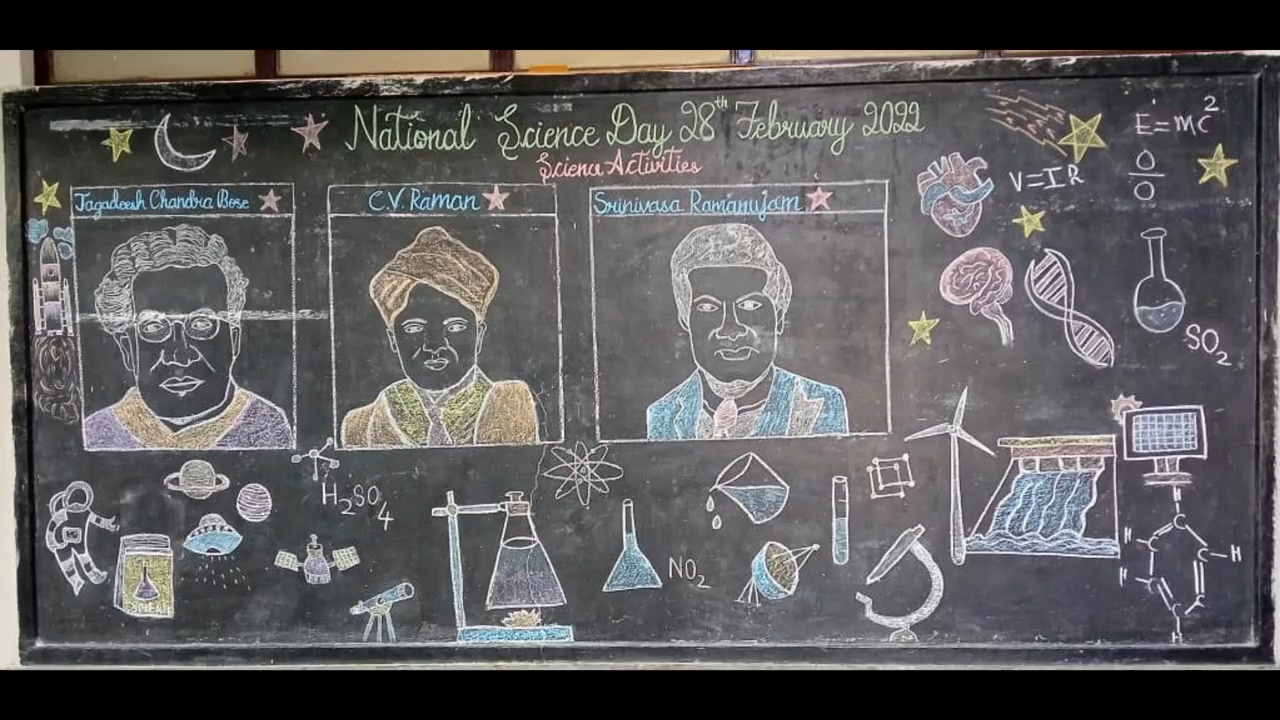 National Science Day 28th February 2022
Science Activities
Jagadeesh Chandra Bose
C.V. Raman
Srinivasa Ramanujam
E=mc²
V=IR
0/0
SO₂
H₂SO₄
NO₂
SCIENCE
H
C
C
C
H
H
C
H
C
C
H